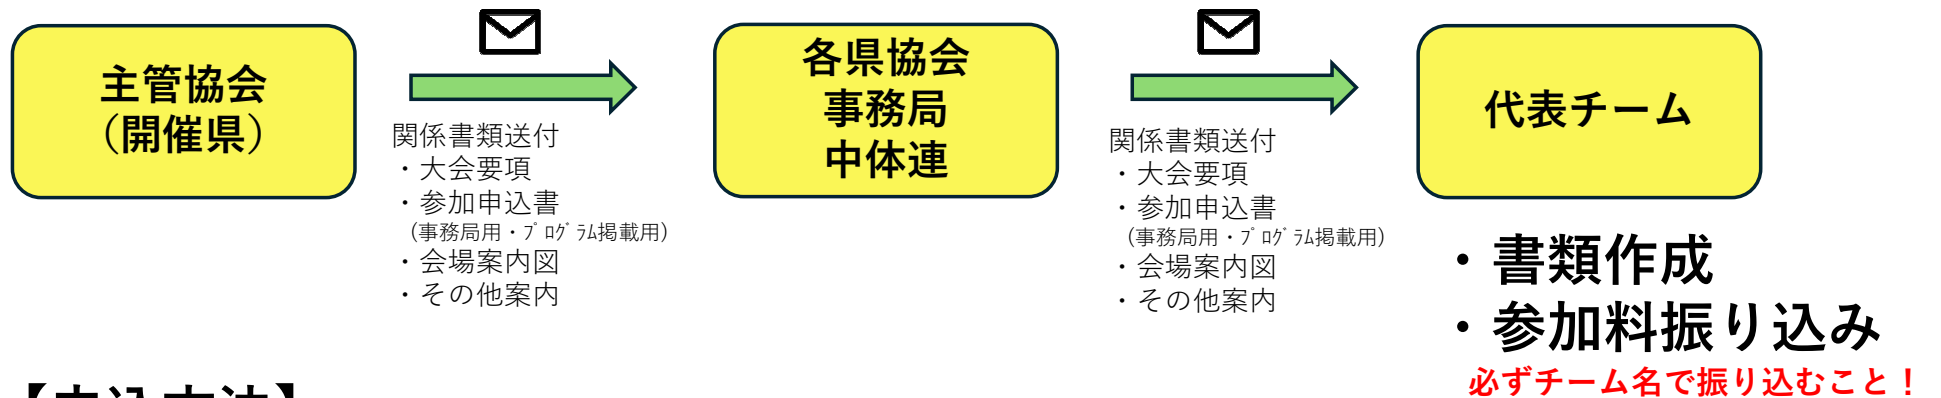 主管協会
（開催県）
関係書類送付
・大会要項
・参加申込書
（事務局用・ﾌﾟﾛｸﾞﾗﾑ掲載用）
・会場案内図
・その他案内
各県協会
事務局
中体連
関係書類送付
・大会要項
・参加申込書
（事務局用・ﾌﾟﾛｸﾞﾗﾑ掲載用）
・会場案内図
・その他案内
代表チーム
・書類作成
・参加料振り込み
必ずチーム名で振り込むこと！
【申込方法】